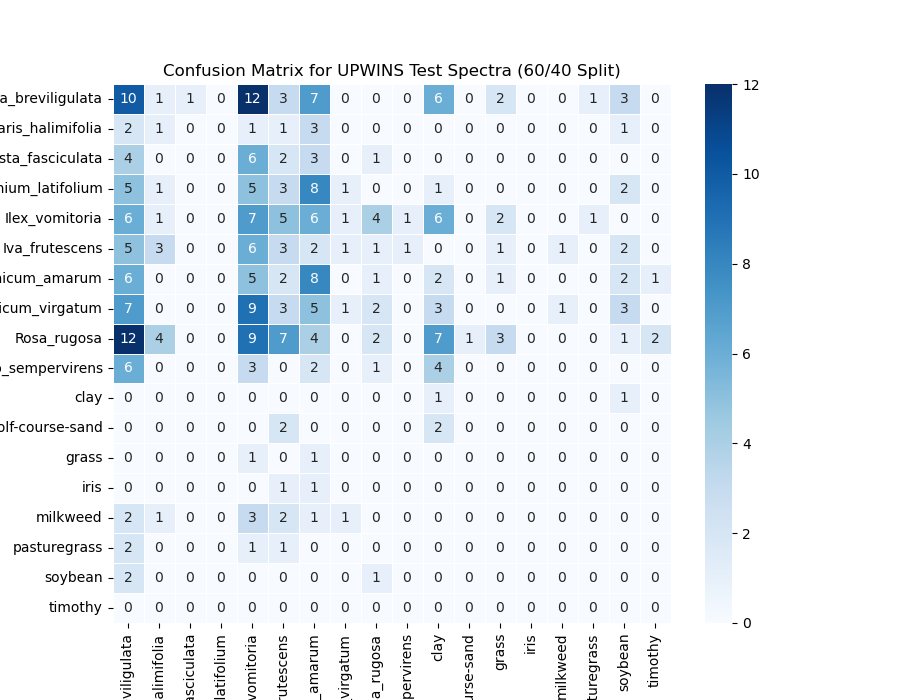 Confusion Matrix for UPWINS Test Spectra (60/40 Split)
a_breviligulata 10 1 1 0 12 3 7 0 0 0 6 0 2 0 0 1 3 0
aris_halimifolia 2 1 0 0 1 1 3 0 0 0 0 0 0 0 0 0 1 0
sta_fasciculata 4 0 0 0 6 2 3 0 1 0 0 0 0 0 0 0 0 0
nium_latifolium 5 1 0 0 5 3 8 1 0 0 1 0 0 0 0 0 2 0
Ilex_vomitoria 6 1 0 0 7 5 6 1 4 1 6 0 2 0 0 1 0 0
Iva_frutescens 5 3 0 0 6 3 2 1 1 1 0 0 1 0 1 0 2 0
nicum_amarum 6 0 0 0 5 2 8 0 1 0 2 0 1 0 0 0 2 1
icum_virgatum 7 0 0 0 9 3 5 1 2 0 3 0 0 0 1 0 3 0
Rosa_rugosa 12 4 0 0 9 7 4 0 2 0 7 1 3 0 0 0 1 2
o_sempervirens 6 0 0 0 3 0 2 0 1 0 4 0 0 0 0 0 0 0
clay 0 0 0 0 0 0 0 0 0 0 1 0 0 0 0 0 1 0
olf-course-sand 0 0 0 0 0 2 0 0 0 0 2 0 0 0 0 0 0 0
grass 0 0 0 0 1 0 1 0 0 0 0 0 0 0 0 0 0 0
iris 0 0 0 0 0 1 1 0 0 0 0 0 0 0 0 0 0 0
milkweed 2 1 0 0 3 2 1 1 0 0 0 0 0 0 0 0 0 0
pasturegrass 2 0 0 0 1 1 0 0 0 0 0 0 0 0 0 0 0 0
soybean 2 0 0 0 0 0 0 0 1 0 0 0 0 0 0 0 0 0
timothy 0 0 0 0 0 0 0 0 0 0 0 0 0 0 0 0 0 0
viligulata
alimifolia
asciculata
latifolium
vomitoria
rutescens
_amarum
virgatum
a_rugosa
pervirens
clay
urse-sand
grass
iris
milkweed
turegrass
soybean
timothy
12
10
8
6
4
2
0